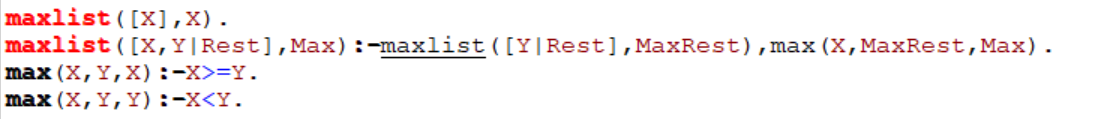 maxlist([X],X).
maxlist([X,Y|Rest],Max):-maxlist([Y|Rest],MaxRest),max(X,MaxRest,Max).
max(X,Y,X):-X>=Y.
max(X,Y,Y):-X<Y.